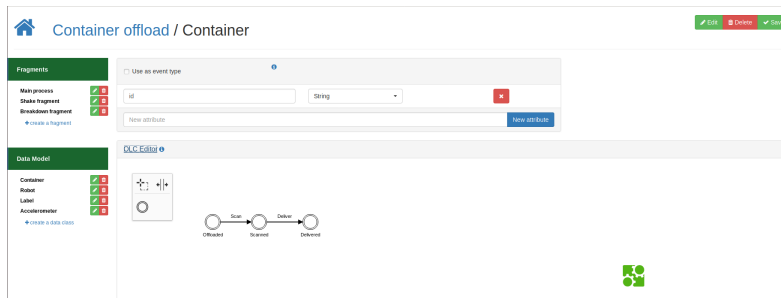 Container offload / Container
Edit Delete Save
Fragments
Main process
Shake fragment
Breakdown fragment
create a fragment
Data Model
Container
Robot
Label
Accelerometer
create a data class
Use as event type
id String
New attribute New attribute
OLC Editor
Scan Deliver
Offloaded Scanned Delivered